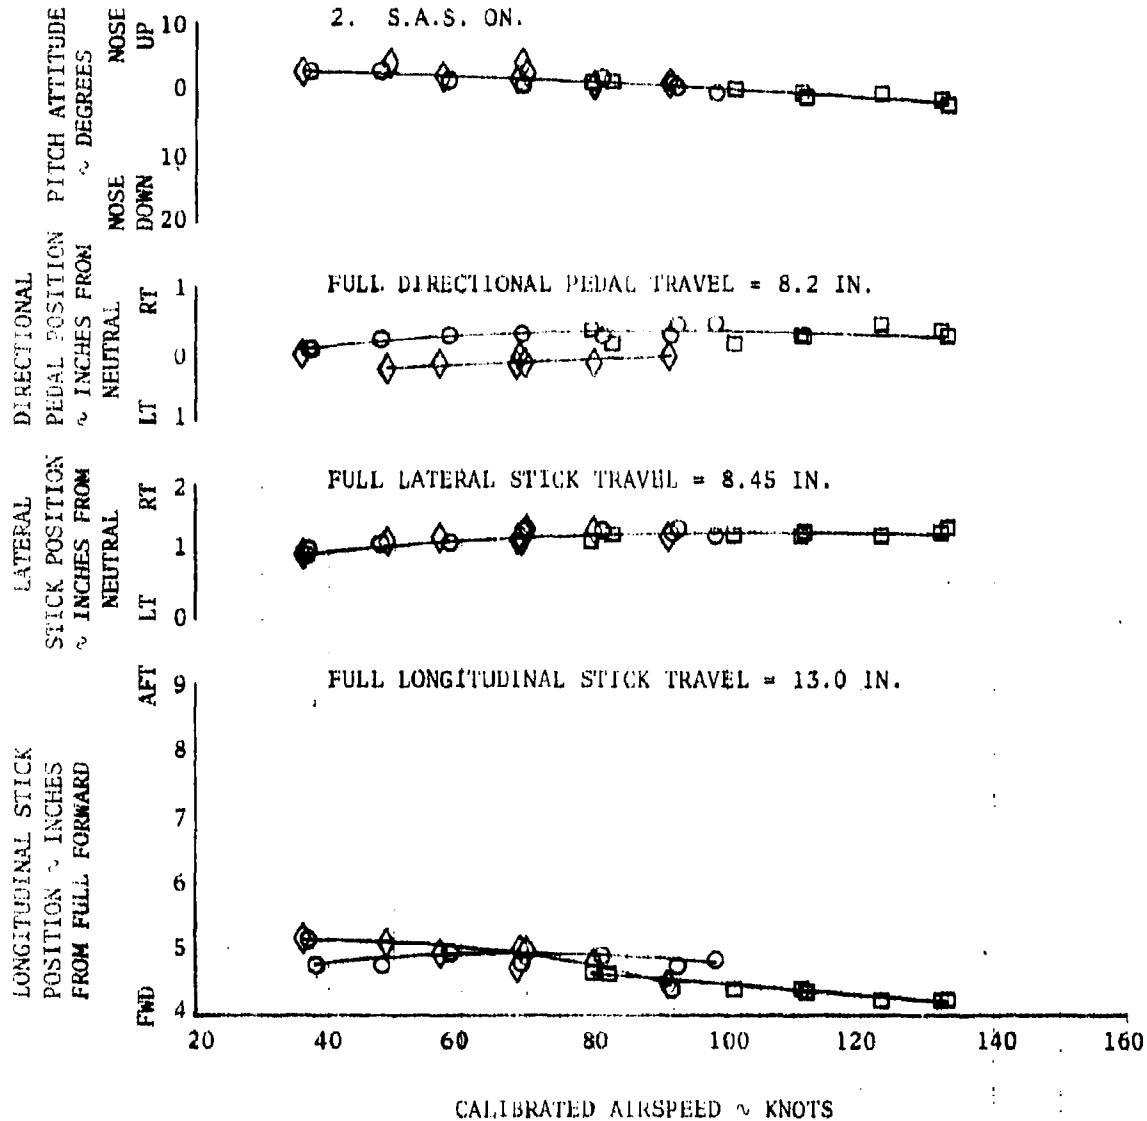 2. S.A.S. ON.
PITCH ATTITUDE
~ DEGREES
NOSE UP
NOSE DOWN
10
0
10
20
DIRECTIONAL
PEDAL POSITION
~ INCHES FROM
NEUTRAL
LT RT
1
0
1
FULL DIRECTIONAL PEDAL TRAVEL = 8.2 IN.
LATERAL
STICK POSITION
~ INCHES FROM
NEUTRAL
LT RT
2
1
0
FULL LATERAL STICK TRAVEL = 8.45 IN.
LONGITUDINAL STICK
POSITION ~ INCHES
FROM FULL FORWARD
FWD AFT
9
8
7
6
5
4
FULL LONGITUDINAL STICK TRAVEL = 13.0 IN.
20 40 60 80 100 120 140 160
CALIBRATED AIRSPEED ~ KNOTS